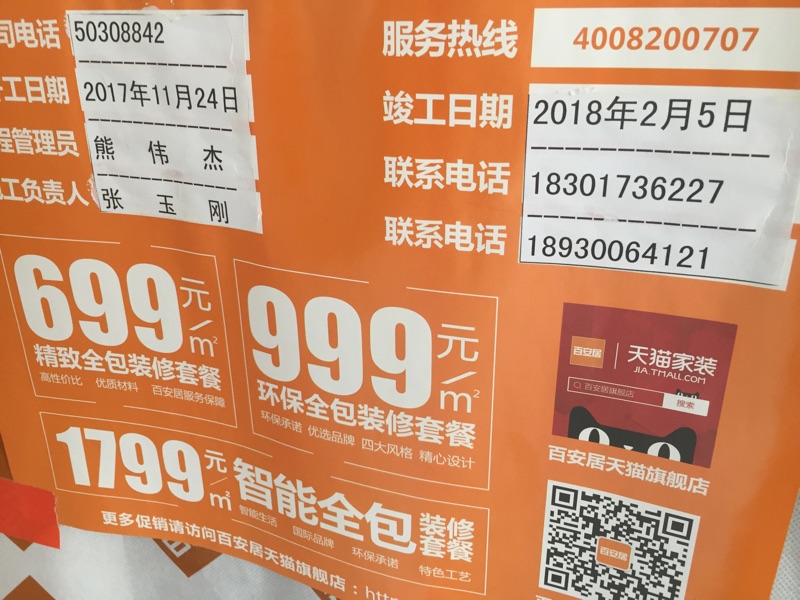 司电话 50308842
工日期 2017年11月24日
程管理员 熊伟杰
工负责人 张玉刚
服务热线 4008200707
竣工日期 2018年2月5日
联系电话 18301736227
联系电话 18930064121
699元/㎡
精致全包装修套餐
高性价比 优质材料 百安居服务保障
999元/㎡
环保全包装修套餐
环保承诺 优选品牌 四大风格 精心设计
1799元/㎡ 智能全包装修套餐
智能生活 国际品牌 环保承诺 特色工艺
更多促销请访问百安居天猫旗舰店：htt
百安居 天猫家装
JIA.TMALL.COM
百安居旗舰店 搜索
百安居天猫旗舰店
百安居